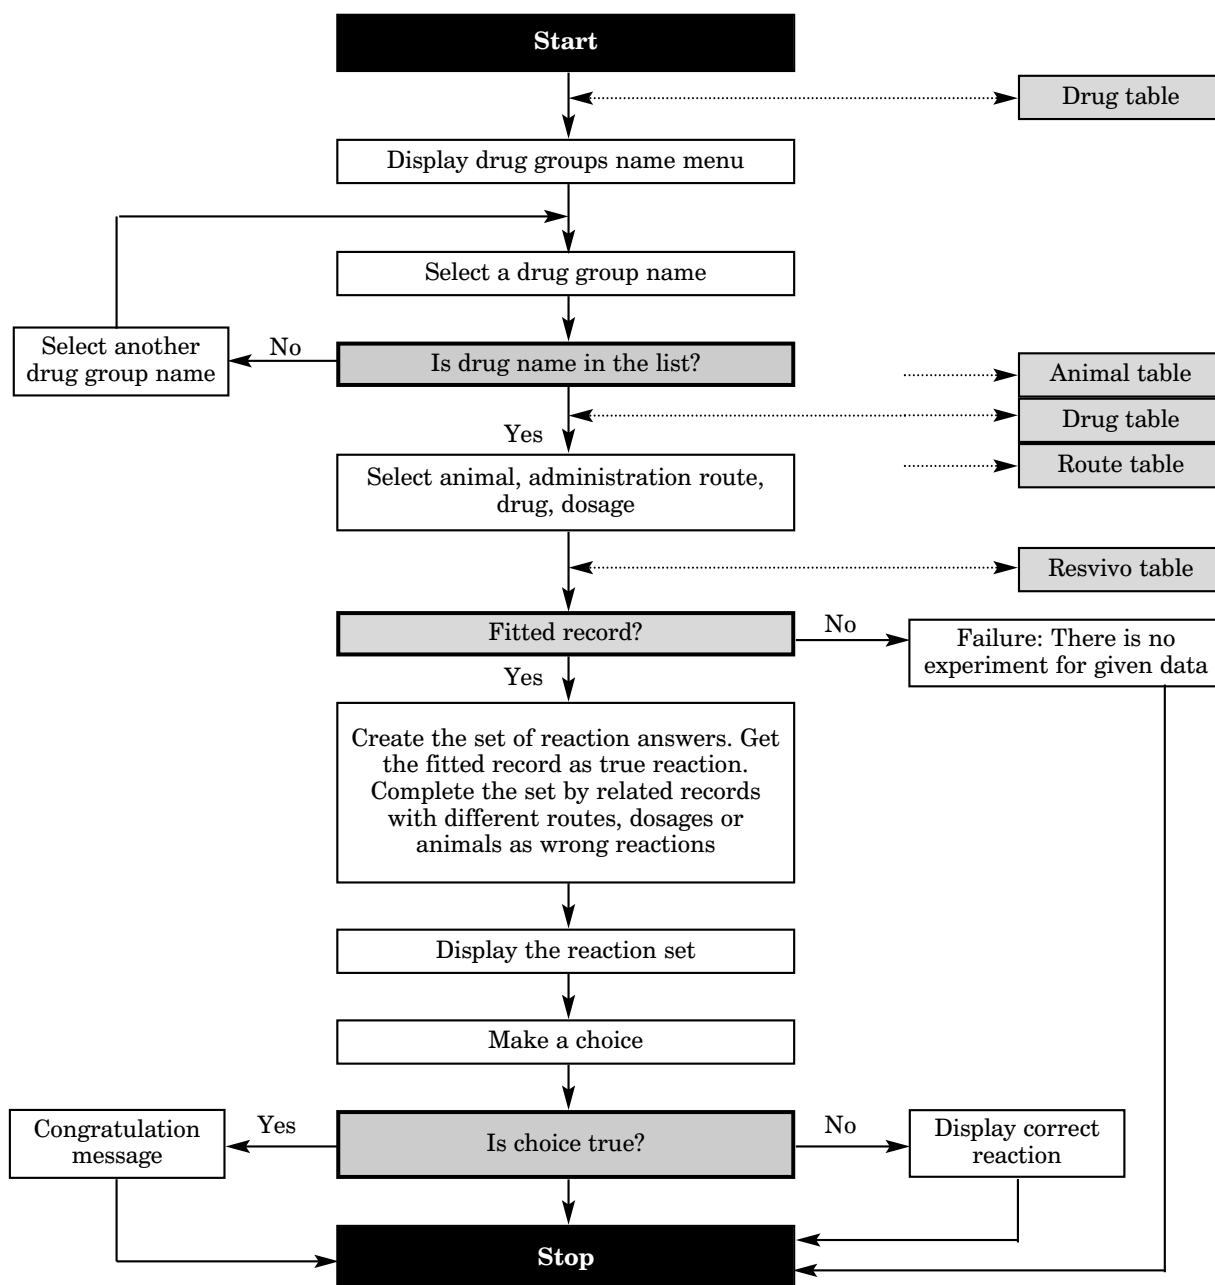 Start
Drug table
Display drug groups name menu
Select a drug group name
Select another
drug group name
No
Is drug name in the list?
Animal table
Drug table
Yes
Route table
Select animal, administration route,
drug, dosage
Resvivo table
Fitted record?
No
Failure: There is no
experiment for given data
Yes
Create the set of reaction answers. Get
the fitted record as true reaction.
Complete the set by related records
with different routes, dosages or
animals as wrong reactions
Display the reaction set
Make a choice
Congratulation
message
Yes
Is choice true?
No
Display correct
reaction
Stop